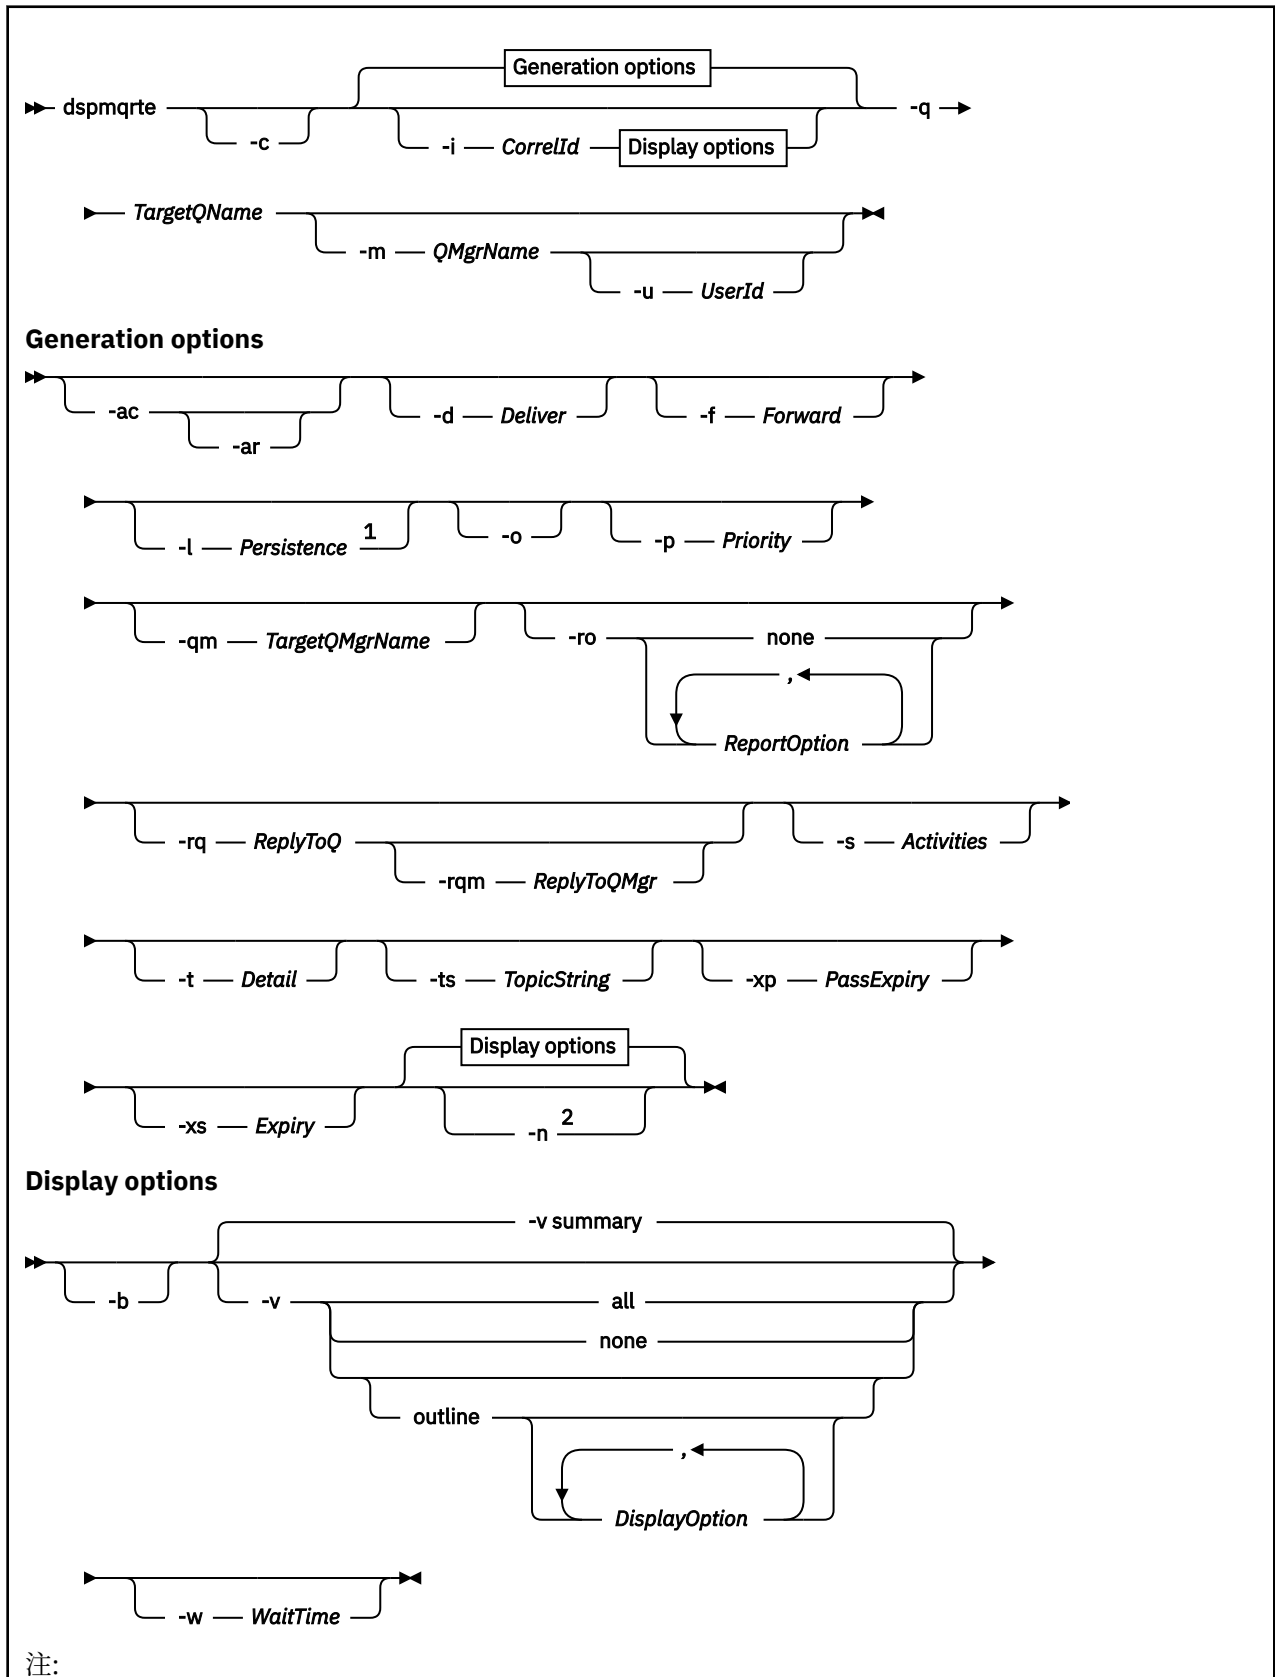 Generation options
dspmqrte -q
-c
-i CorrelId Display options
TargetQName
-m QMgrName
-u UserId
Generation options
-ac -d Deliver -f Forward
-ar
-l Persistence 1 -o -p Priority
-qm TargetQMgrName -ro none
,
ReportOption
-rq ReplyToQ -s Activities
-rqm ReplyToQMgr
-t Detail -ts TopicString -xp PassExpiry
Display options
-xs Expiry -n 2
Display options
-v summary
-b -v all
none
outline
,
DisplayOption
-w WaitTime
注: